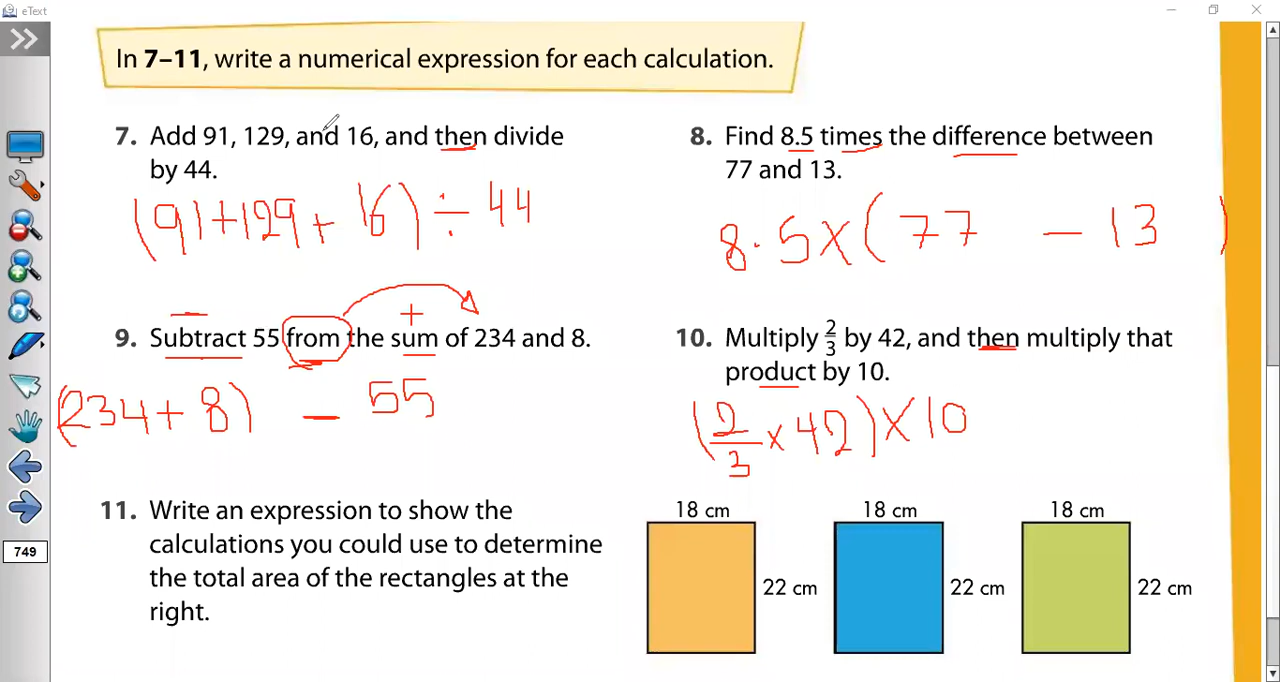 eText
In 7–11, write a numerical expression for each calculation.
7. Add 91, 129, and 16, and then divide
by 44.
(91+129+16)÷44
8. Find 8.5 times the difference between
77 and 13.
8.5×(77 – 13)
9. Subtract 55 from the sum of 234 and 8.
– +
(234+8) – 55
10. Multiply 2/3 by 42, and then multiply that
product by 10.
(2/3×42)×10
11. Write an expression to show the
calculations you could use to determine
the total area of the rectangles at the
right.
18 cm 18 cm 18 cm
22 cm 22 cm 22 cm
749